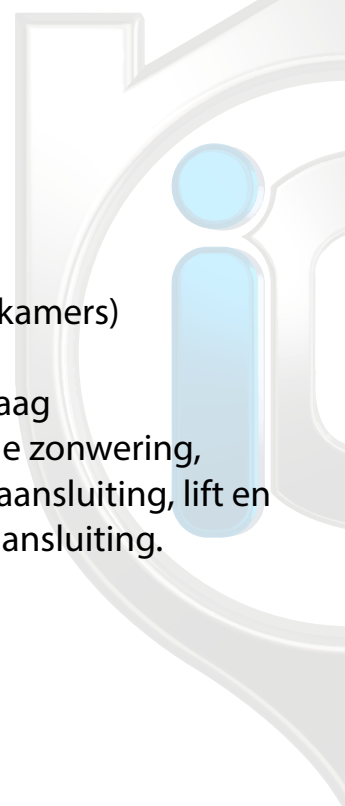 kamers)
aag
e zonwering,
aansluiting, lift en
ansluiting.